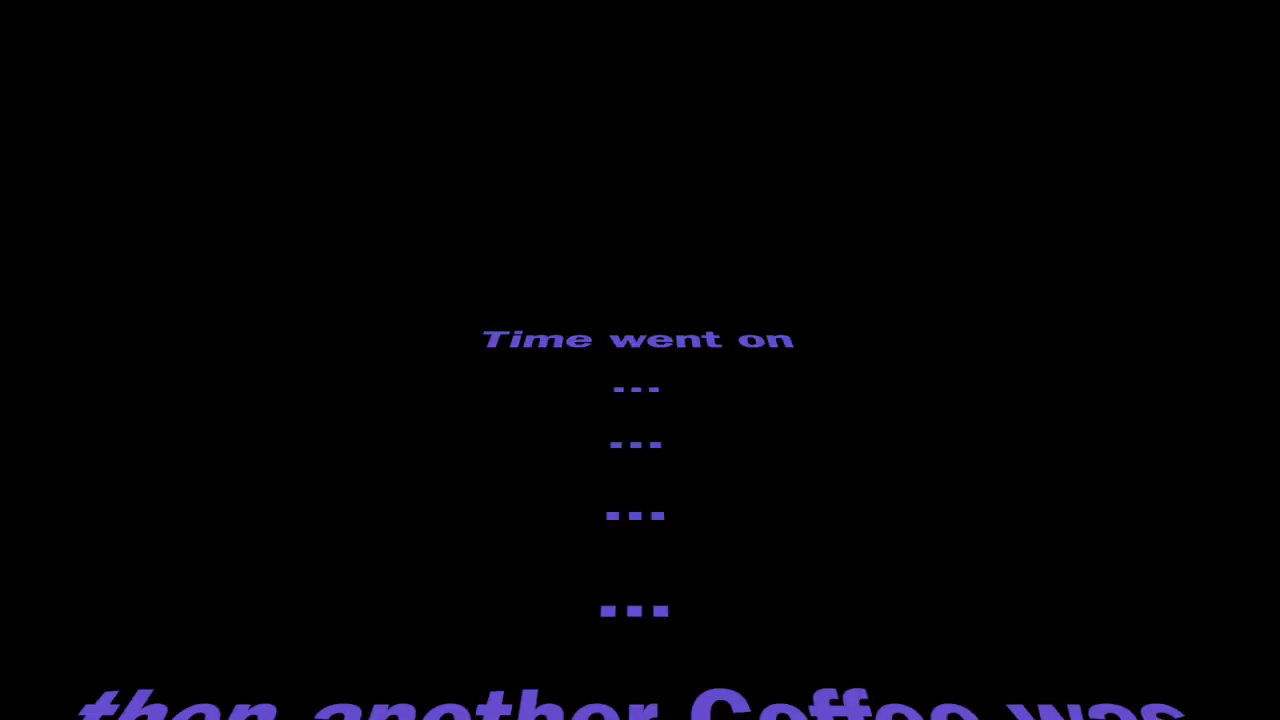 Time went on
---
---
---
---
then another Coffee was